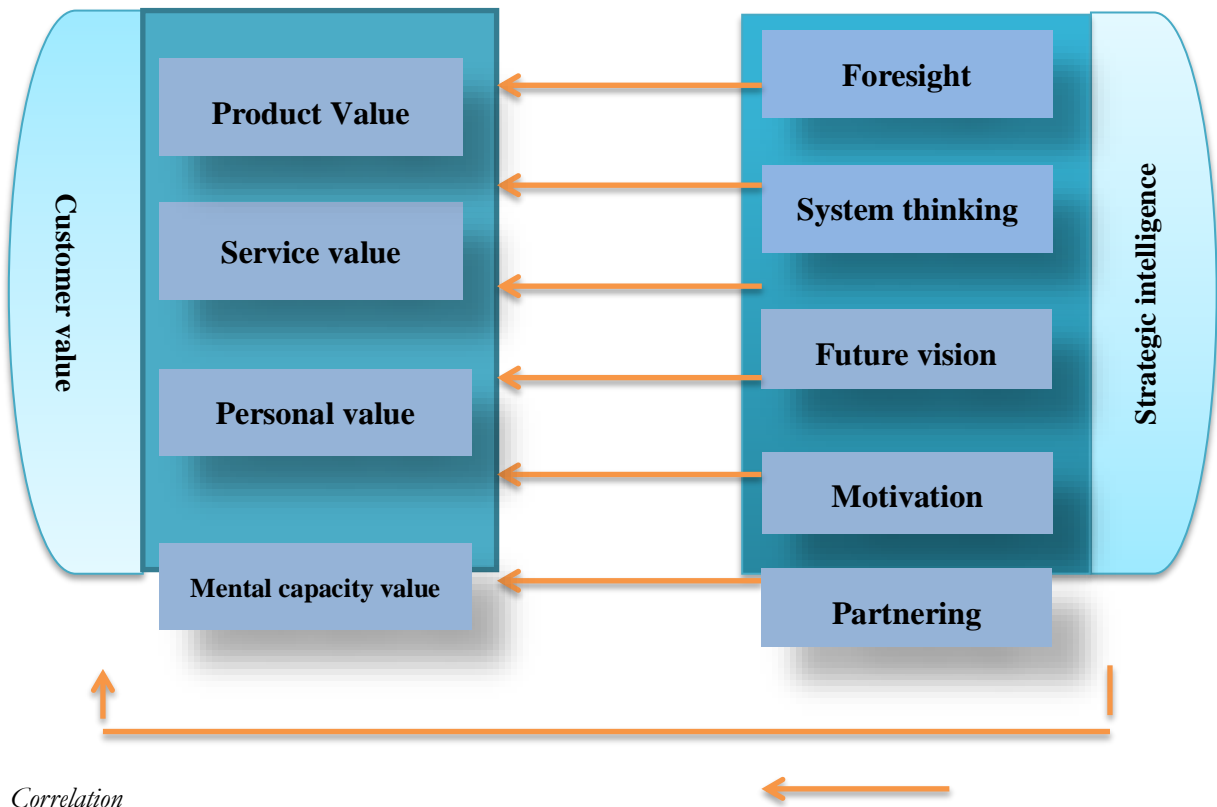 Customer value
Product Value
Service value
Personal value
Mental capacity value
Foresight
System thinking
Future vision
Motivation
Partnering
Strategic intelligence
Correlation